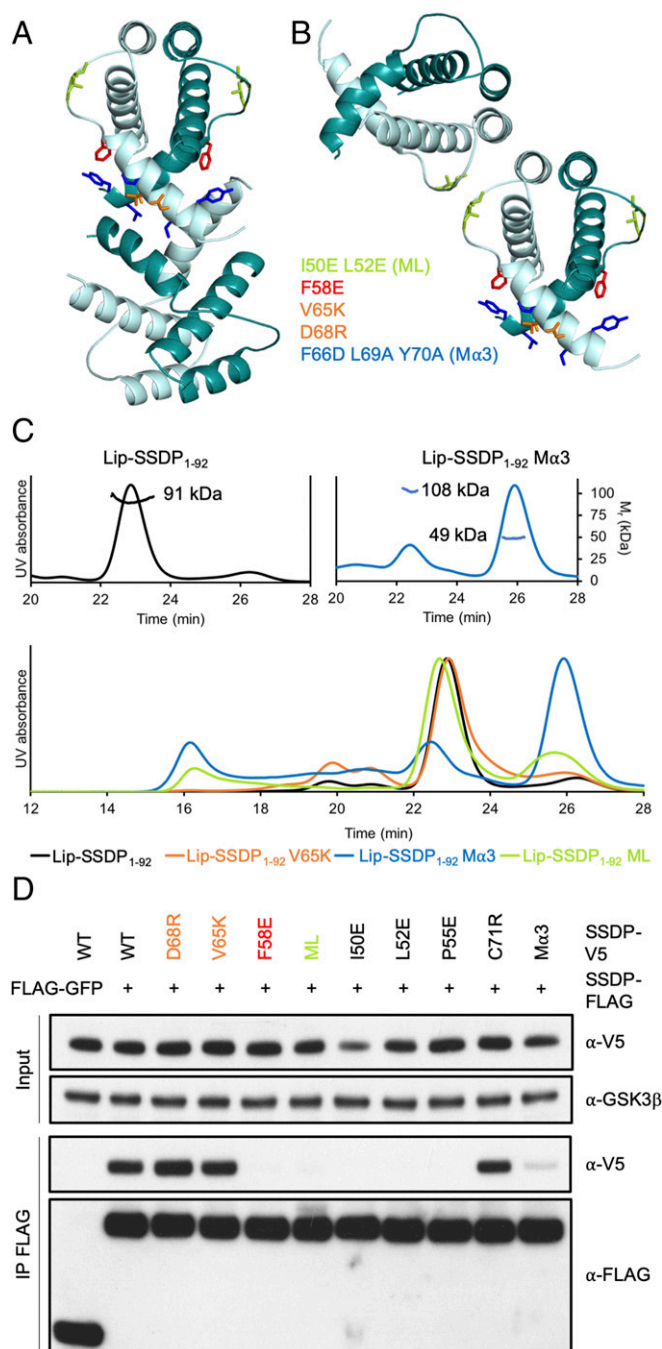 A
B
I50E L52E (ML)
F58E
V65K
D68R
F66D L69A Y70A (Mα3)
C
Lip-SSDP1-92
Lip-SSDP1-92 Mα3
UV absorbance
91 kDa
20 22 24 26 28
Time (min)
108 kDa
49 kDa
100
75
50
25
0
Mr (kDa)
20 22 24 26 28
Time (min)
UV absorbance
12 14 16 18 20 22 24 26 28
Time (min)
Lip-SSDP1-92 Lip-SSDP1-92 V65K Lip-SSDP1-92 Mα3 Lip-SSDP1-92 ML
D
WT WT D68R V65K F58E ML I50E L52E P55E C71R Mα3
SSDP-
V5
FLAG-GFP + + + + + + + + + + SSDP-
FLAG
Input
α-V5
α-GSK3β
IP FLAG
α-V5
α-FLAG